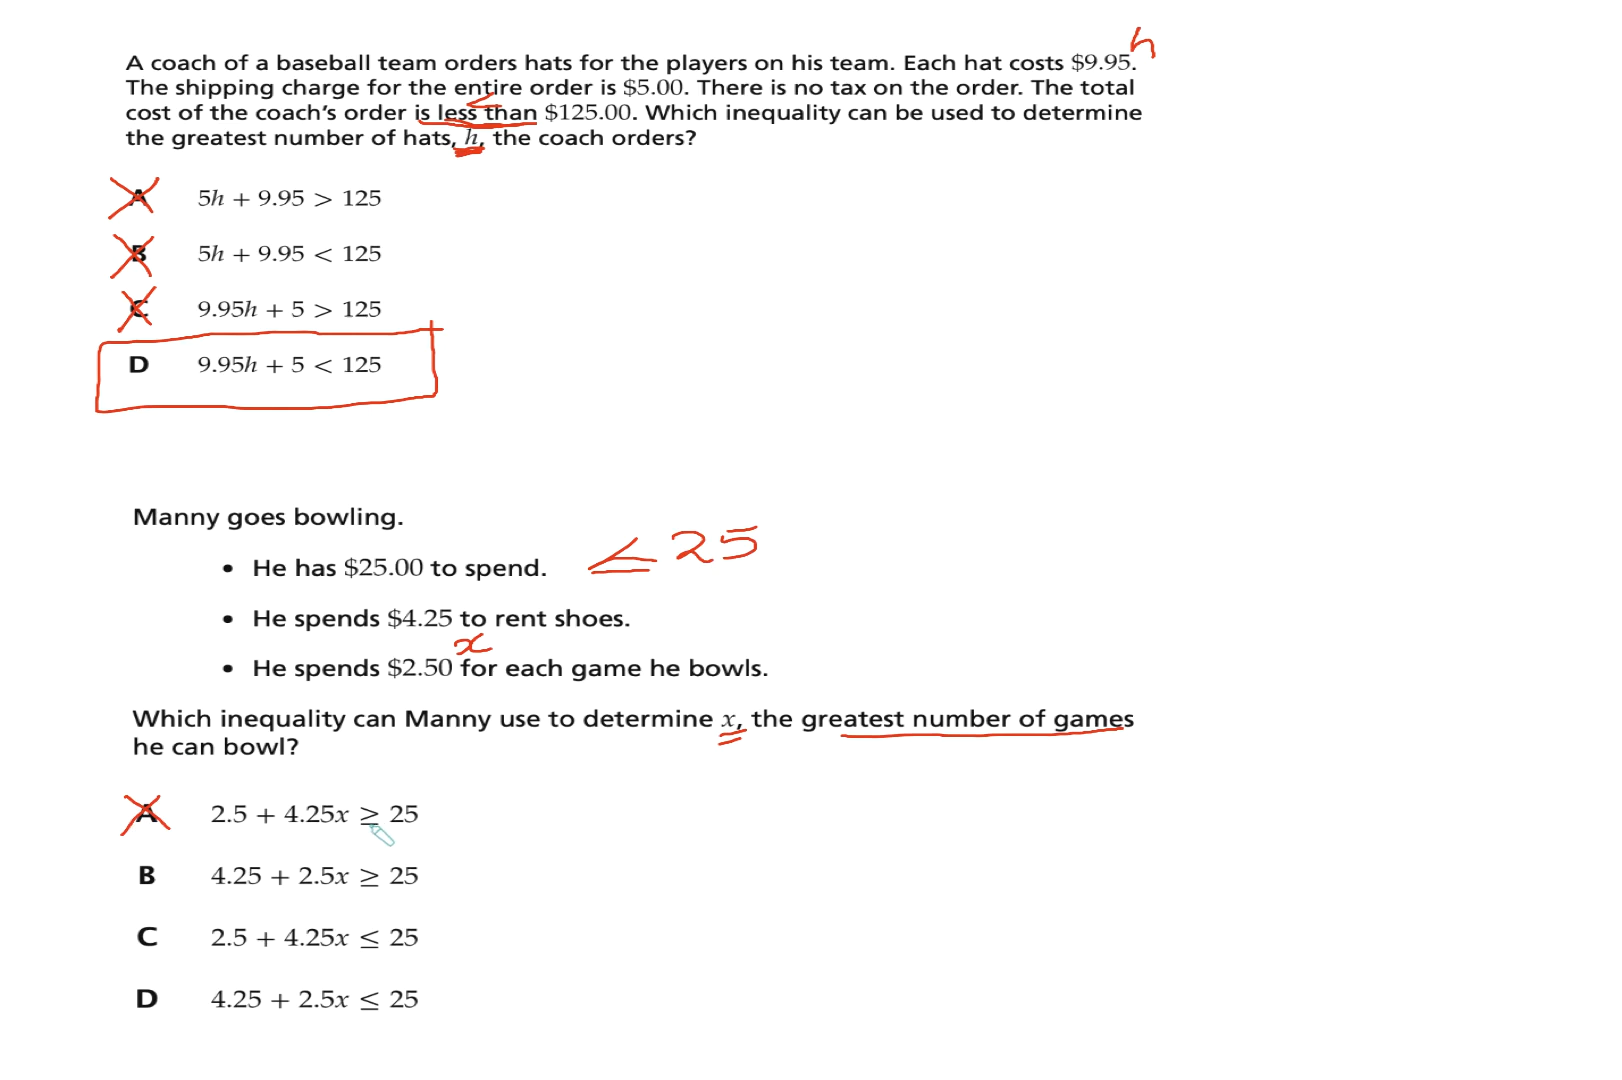 h
A coach of a baseball team orders hats for the players on his team. Each hat costs $9.95.
The shipping charge for the entire order is $5.00. There is no tax on the order. The total
<
cost of the coach's order is less than $125.00. Which inequality can be used to determine
the greatest number of hats, h, the coach orders?
A 5h + 9.95 > 125
B 5h + 9.95 < 125
C 9.95h + 5 > 125
D 9.95h + 5 < 125
Manny goes bowling.
• He has $25.00 to spend. ≤ 25
• He spends $4.25 to rent shoes.
x
• He spends $2.50 for each game he bowls.
Which inequality can Manny use to determine x, the greatest number of games
he can bowl?
A 2.5 + 4.25x ≥ 25
B 4.25 + 2.5x ≥ 25
C 2.5 + 4.25x ≤ 25
D 4.25 + 2.5x ≤ 25